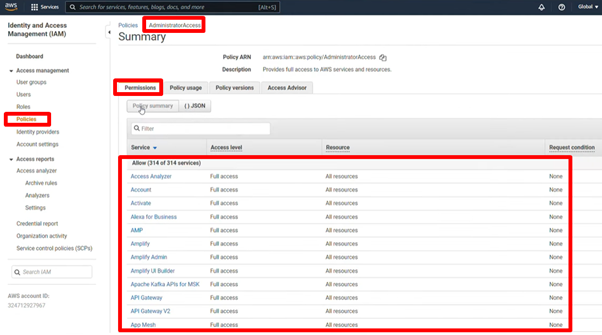 aws
Services
Search for services, features, blogs, docs, and more
[Alt+S]
Global
Identity and Access
Management (IAM)
Dashboard
Access management
User groups
Users
Roles
Policies
Identity providers
Account settings
Access reports
Access analyzer
Archive rules
Analyzers
Settings
Credential report
Organization activity
Service control policies (SCPs)
Search IAM
AWS account ID:
324712927967
Policies AdministratorAccess
Summary
Policy ARN arn:aws:iam::aws:policy/AdministratorAccess
Description Provides full access to AWS services and resources.
Permissions Policy usage Policy versions Access Advisor
Policy summary { } JSON
Filter
Service Access level Resource Request condition
Allow (314 of 314 services)
Access Analyzer Full access All resources None
Account Full access All resources None
Activate Full access All resources None
Alexa for Business Full access All resources None
AMP Full access All resources None
Amplify Full access All resources None
Amplify Admin Full access All resources None
Amplify UI Builder Full access All resources None
Apache Kafka APIs for MSK Full access All resources None
API Gateway Full access All resources None
API Gateway V2 Full access All resources None
App Mesh Full access All resources None